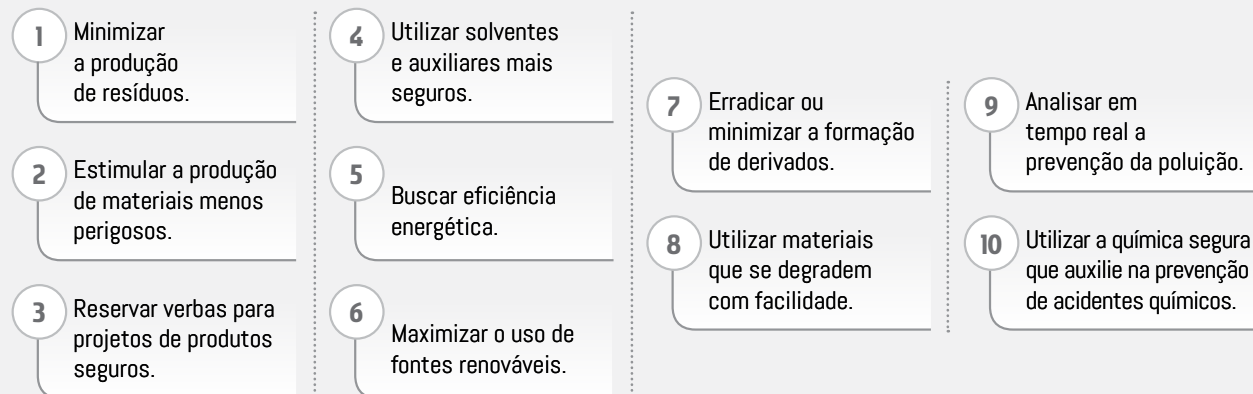 1
Minimizar
a produção
de resíduos.
2
Estimular a produção
de materiais menos
perigosos.
3
Reservar verbas para
projetos de produtos
seguros.
4
Utilizar solventes
e auxiliares mais
seguros.
5
Buscar eficiência
energética.
6
Maximizar o uso de
fontes renováveis.
7
Erradicar ou
minimizar a formação
de derivados.
8
Utilizar materiais
que se degradem
com facilidade.
9
Analisar em
tempo real a
prevenção da poluição.
10
Utilizar a química segura
que auxilie na prevenção
de acidentes químicos.